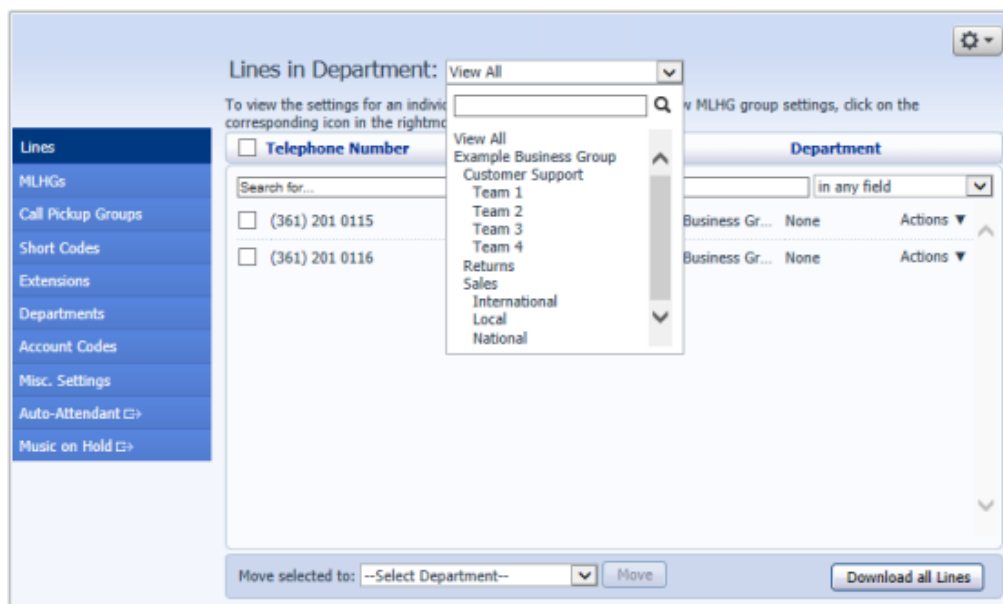 Lines in Department: View All
To view the settings for an indivi w MLHG group settings, click on the
corresponding icon in the rightmo
Lines
MLHGs
Call Pickup Groups
Short Codes
Extensions
Departments
Account Codes
Misc. Settings
Auto-Attendant
Music on Hold
View All
Example Business Group
Customer Support
Team 1
Team 2
Team 3
Team 4
Returns
Sales
International
Local
National
Telephone Number Department
Search for... in any field
(361) 201 0115 Business Gr... None Actions ▼
(361) 201 0116 Business Gr... None Actions ▼
Move selected to: --Select Department-- Move Download all Lines